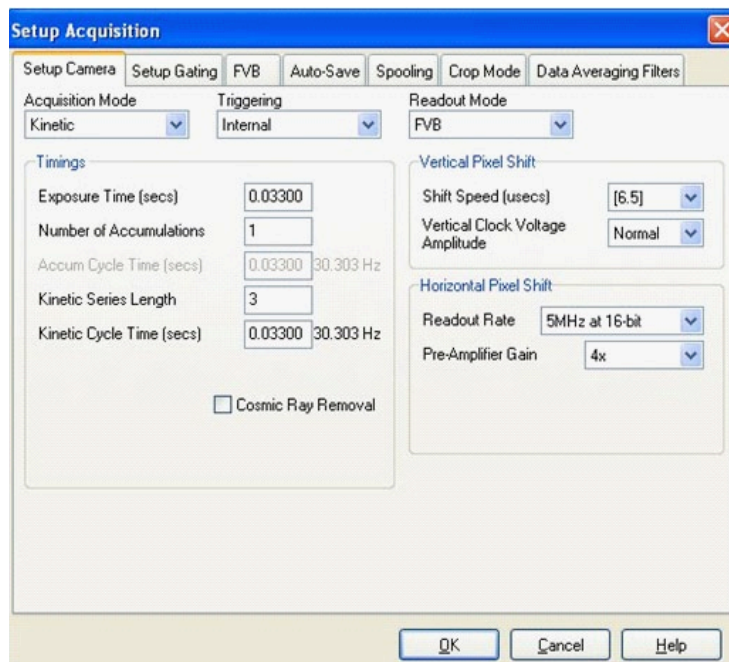 Setup Acquisition
Setup Camera Setup Gating FVB Auto-Save Spooling Crop Mode Data Averaging Filters
Acquisition Mode Triggering Readout Mode
Kinetic Internal FVB
Timings
Exposure Time (secs) 0.03300
Number of Accumulations 1
Accum Cycle Time (secs) 0.03300 30.303 Hz
Kinetic Series Length 3
Kinetic Cycle Time (secs) 0.03300 30.303 Hz
Cosmic Ray Removal
Vertical Pixel Shift
Shift Speed (usecs) [6.5]
Vertical Clock Voltage
Amplitude Normal
Horizontal Pixel Shift
Readout Rate 5MHz at 16-bit
Pre-Amplifier Gain 4x
OK Cancel Help